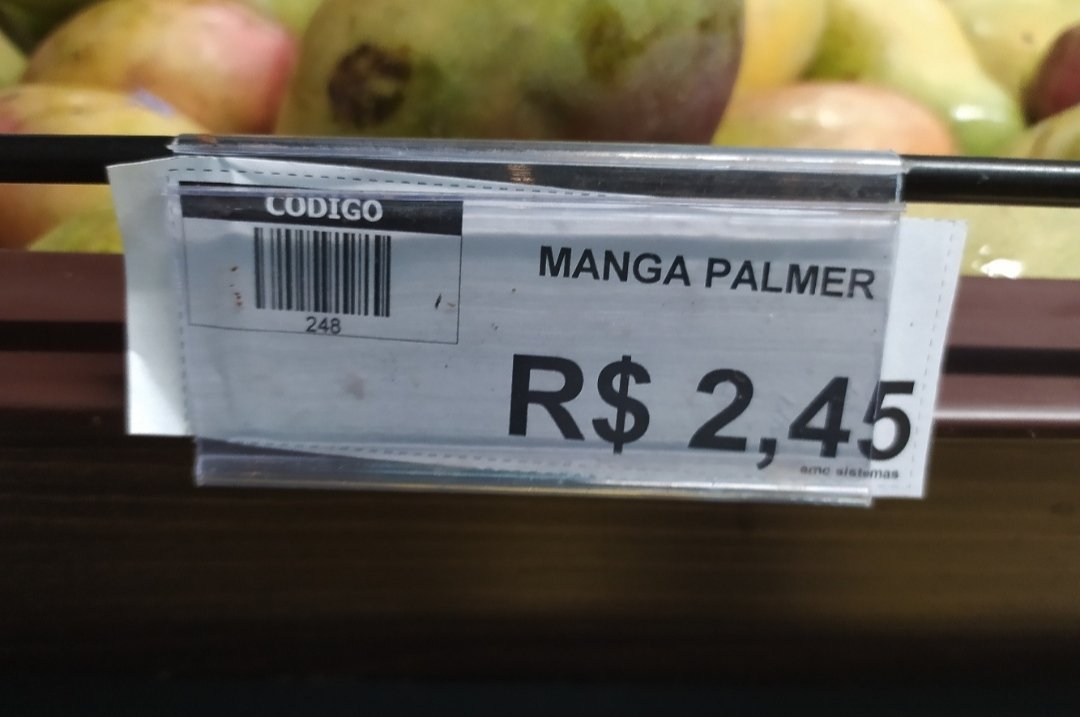 CODIGO
248
MANGA PALMER
R$ 2,45
amc sistemas